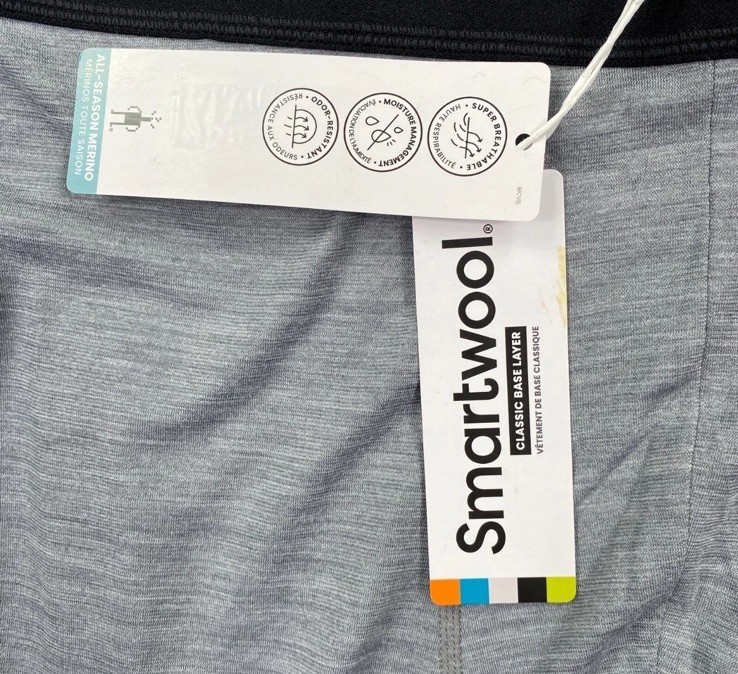 ALL-SEASON MERINO
MÉRINOS TOUTE SAISON
ODOR-RESISTANT •
RÉSISTANCE AUX ODEURS •
• MOISTURE MANAGEMENT
ÉVACUATION DE L'HUMIDITÉ •
• SUPER BREATHABLE •
HAUTE RESPIRABILITÉ
Smartwool®
CLASSIC BASE LAYER
VÊTEMENT DE BASE CLASSIQUE